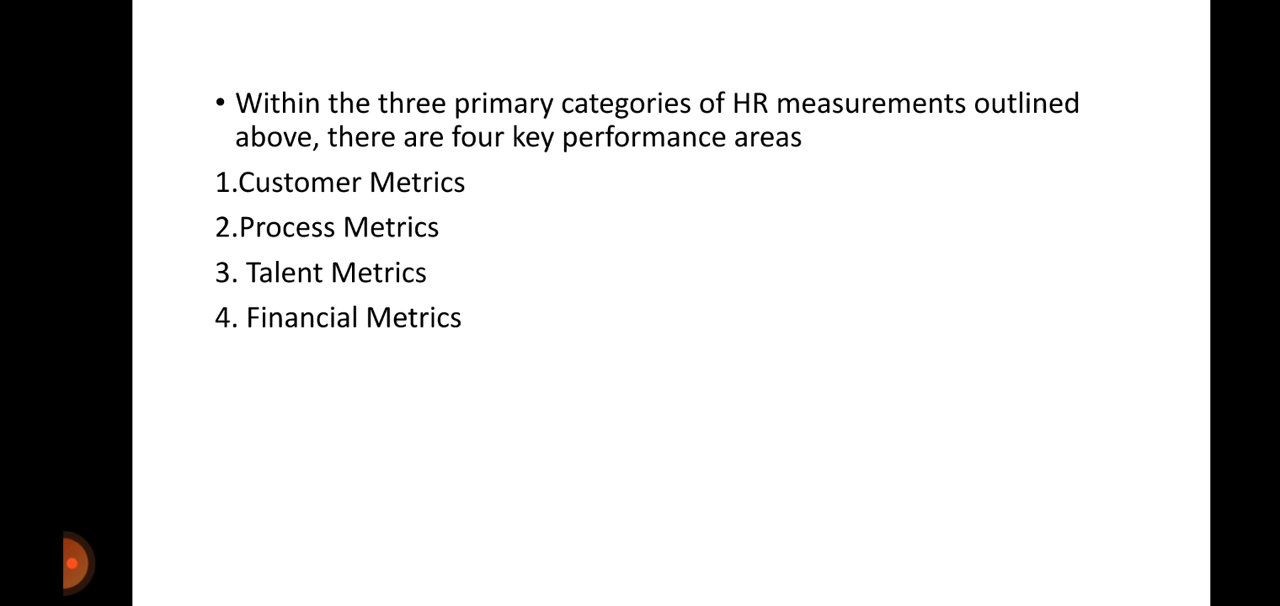 • Within the three primary categories of HR measurements outlined
above, there are four key performance areas
1.Customer Metrics
2.Process Metrics
3. Talent Metrics
4. Financial Metrics